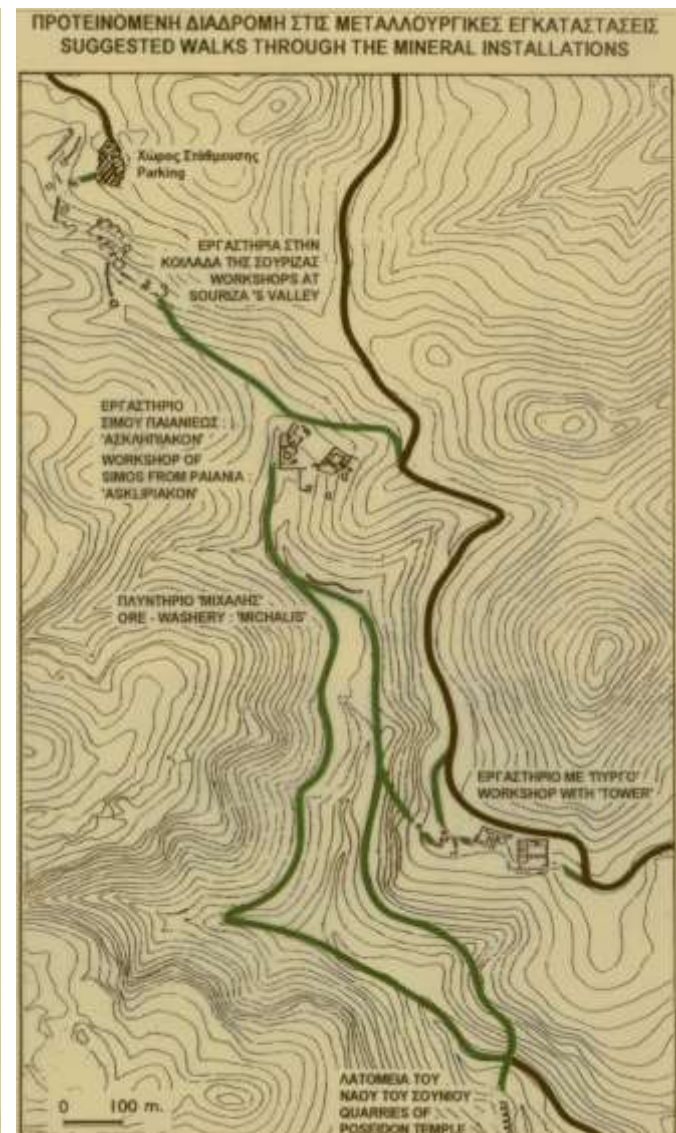 ΠΡΟΤΕΙΝΟΜΕΝΗ ΔΙΑΔΡΟΜΗ ΣΤΙΣ ΜΕΤΑΛΛΟΥΡΓΙΚΕΣ ΕΓΚΑΤΑΣΤΑΣΕΙΣ
SUGGESTED WALKS THROUGH THE MINERAL INSTALLATIONS
Χώρος Στάθμευσης
Parking
ΕΡΓΑΣΤΗΡΙΑ ΣΤΗΝ
ΚΟΙΛΑΔΑ ΤΗΣ ΣΟΥΡΙΖΑΣ
WORKSHOPS AT
SOURIZA 'S VALLEY
ΕΡΓΑΣΤΗΡΙΟ
ΣΙΜΟΥ ΠΑΙΑΝΙΕΩΣ :
'ΑΣΚΛΗΠΙΑΚΟΝ'
WORKSHOP OF
SIMOS FROM PAIANIA :
'ASKLIPIAKON'
ΠΛΥΝΤΗΡΙΟ 'ΜΙΧΑΛΗΣ'
ORE - WASHERY : 'MICHALIS'
ΕΡΓΑΣΤΗΡΙΟ ΜΕ 'ΠΥΡΓΟ'
WORKSHOP WITH 'TOWER'
ΛΑΤΟΜΕΙΑ ΤΟΥ
ΝΑΟΥ ΤΟΥ ΣΟΥΝΙΟΥ
QUARRIES OF
POSEIDON TEMPLE
0 100 m.